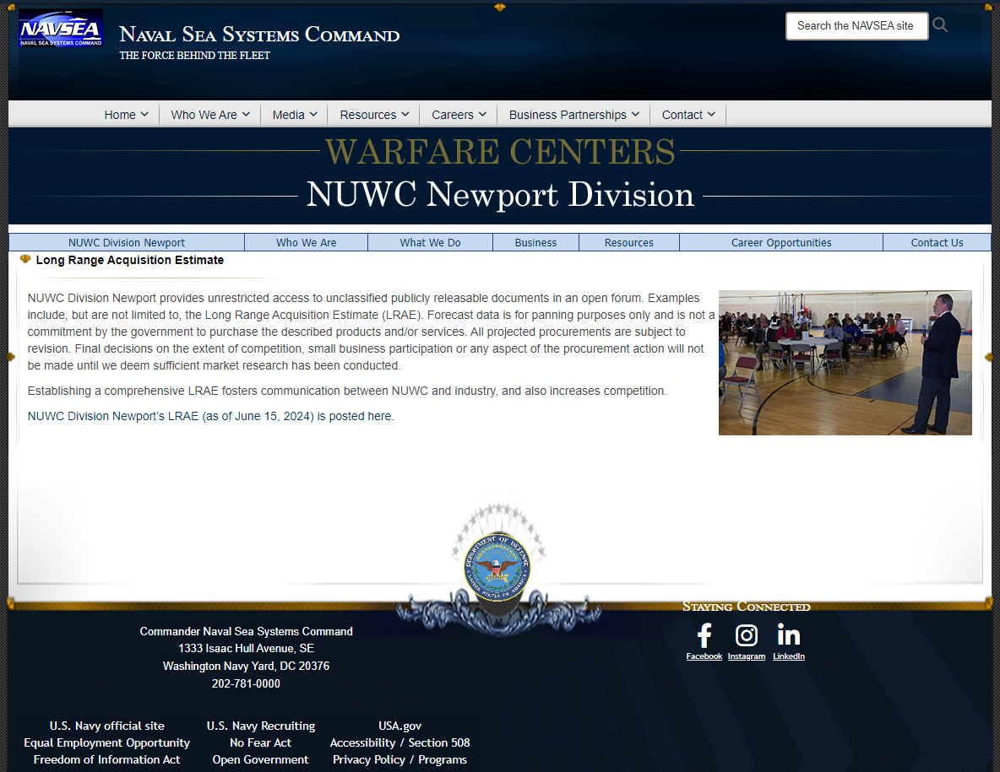 NAVSEA
NAVAL SEA SYSTEMS COMMAND
Naval Sea Systems Command
THE FORCE BEHIND THE FLEET
Search the NAVSEA site
Home Who We Are Media Resources Careers Business Partnerships Contact
WARFARE CENTERS
NUWC Newport Division
NUWC Division Newport Who We Are What We Do Business Resources Career Opportunities Contact Us
Long Range Acquisition Estimate
NUWC Division Newport provides unrestricted access to unclassified publicly releasable documents in an open forum. Examples
include, but are not limited to, the Long Range Acquisition Estimate (LRAE). Forecast data is for panning purposes only and is not a
commitment by the government to purchase the described products and/or services. All projected procurements are subject to
revision. Final decisions on the extent of competition, small business participation or any aspect of the procurement action will not
be made until we deem sufficient market research has been conducted.
Establishing a comprehensive LRAE fosters communication between NUWC and industry, and also increases competition.
NUWC Division Newport’s LRAE (as of June 15, 2024) is posted here.
DEPARTMENT OF DEFENSE
UNITED STATES OF AMERICA
Staying Connected
Facebook Instagram LinkedIn
Commander Naval Sea Systems Command
1333 Isaac Hull Avenue, SE
Washington Navy Yard, DC 20376
202-781-0000
U.S. Navy official site U.S. Navy Recruiting USA.gov
Equal Employment Opportunity No Fear Act Accessibility / Section 508
Freedom of Information Act Open Government Privacy Policy / Programs